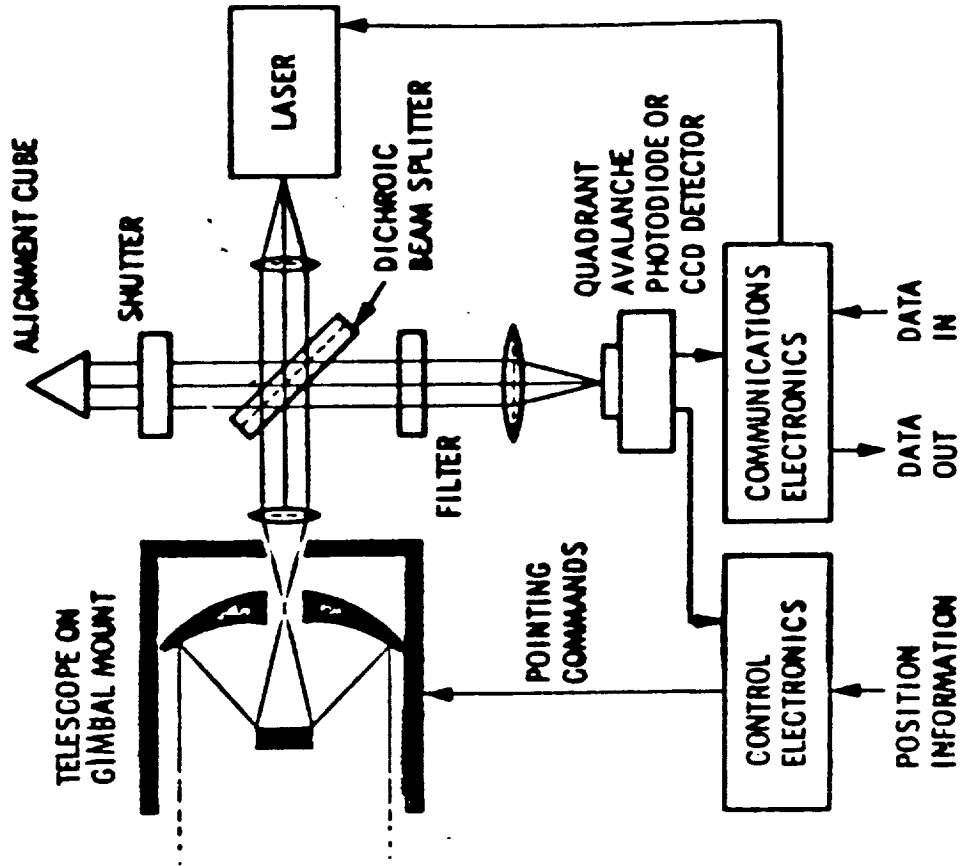 TELESCOPE ON
GIMBAL MOUNT
ALIGNMENT CUBE
SHUTTER
LASER
DICHROIC
BEAM SPLITTER
FILTER
QUADRANT
AVALANCHE
PHOTODIODE OR
CCD DETECTOR
POINTING
COMMANDS
CONTROL
ELECTRONICS
COMMUNICATIONS
ELECTRONICS
POSITION
INFORMATION
DATA
OUT
DATA
IN